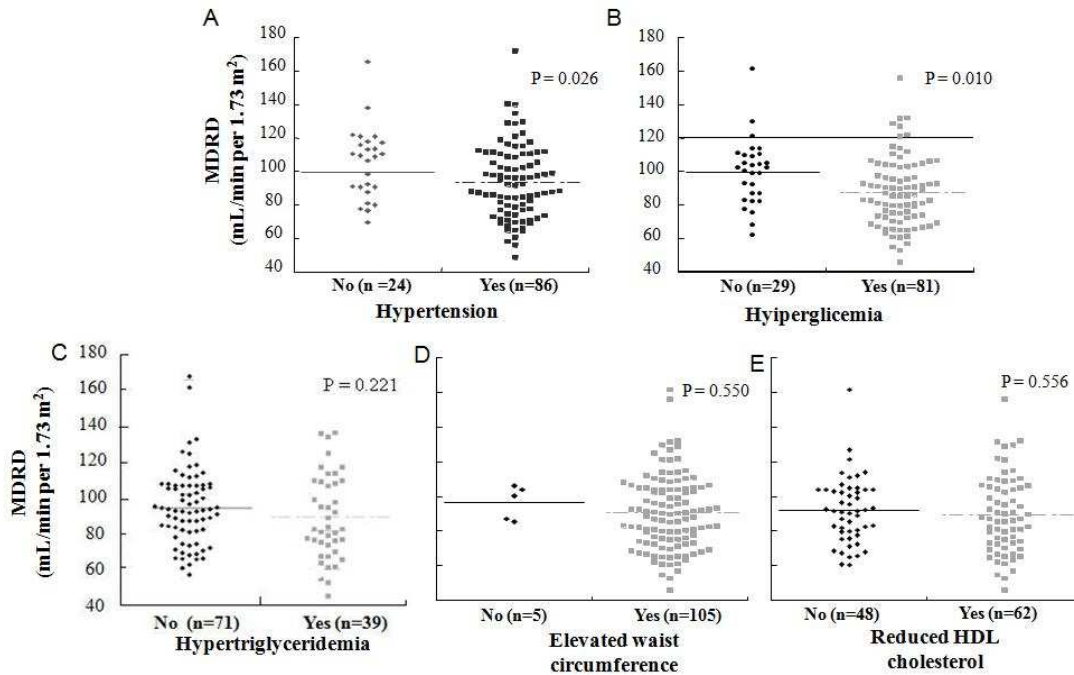 A
MDRD
(mL/min per 1.73 m²)
180
160
140
120
100
80
60
40
P = 0.026
No (n =24)
Yes (n=86)
Hypertension
B
180
160
140
120
100
80
60
40
P = 0.010
No (n=29)
Yes (n=81)
Hyiperglicemia
C
MDRD
(mL/min per 1.73 m²)
180
160
140
120
100
80
60
40
P = 0.221
No (n=71)
Yes (n=39)
Hypertriglyceridemia
D
P = 0.550
No (n=5)
Yes (n=105)
Elevated waist
circumference
E
P = 0.556
No (n=48)
Yes (n=62)
Reduced HDL
cholesterol